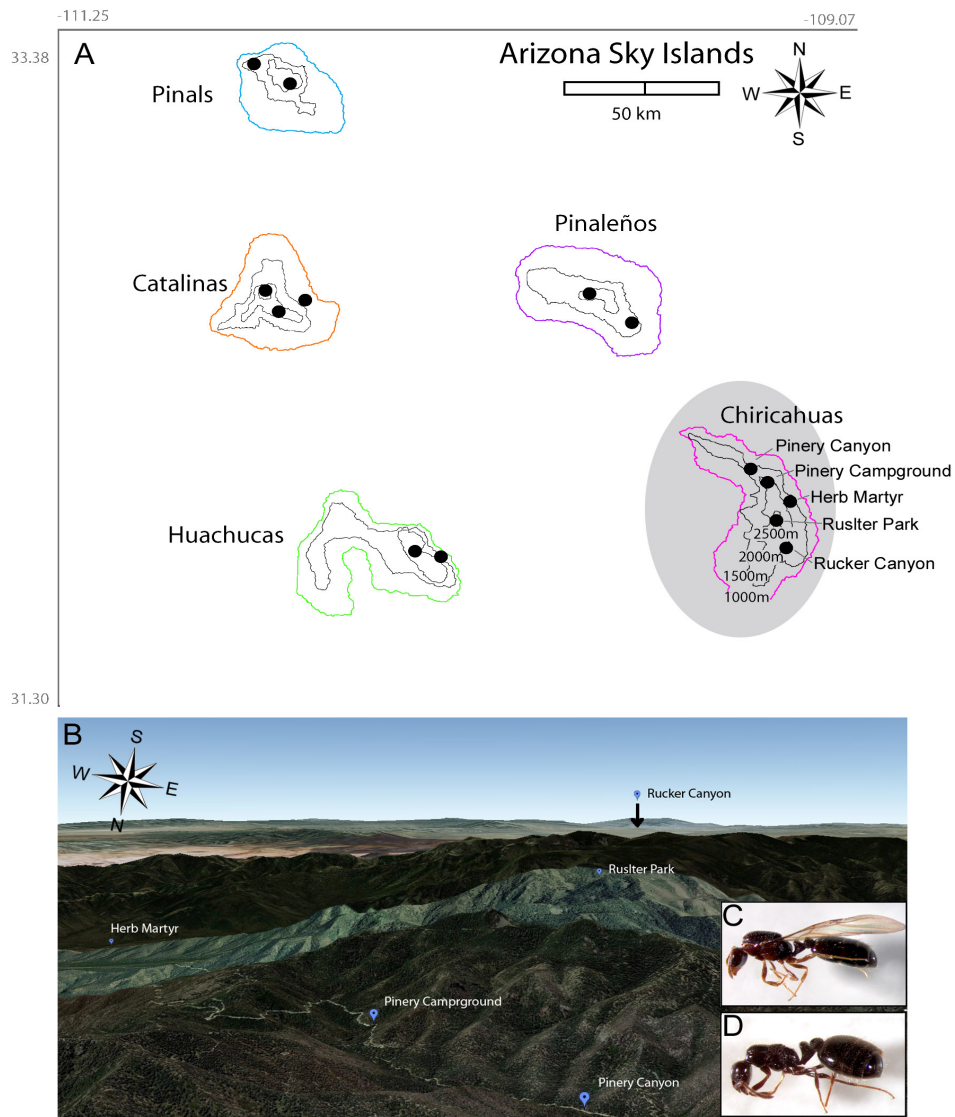 -111.25
-109.07
33.38
A
Arizona Sky Islands
N
W
E
S
50 km
Pinals
Pinaleños
Catalinas
Chiricahuas
Pinery Canyon
Pinery Campground
Herb Martyr
Ruslter Park
2500m
Huachucas
2000m
Rucker Canyon
1500m
1000m
31.30
B
S
W
E
N
Rucker Canyon
Ruslter Park
C
Herb Martyr
Pinery Camprground
D
Pinery Canyon